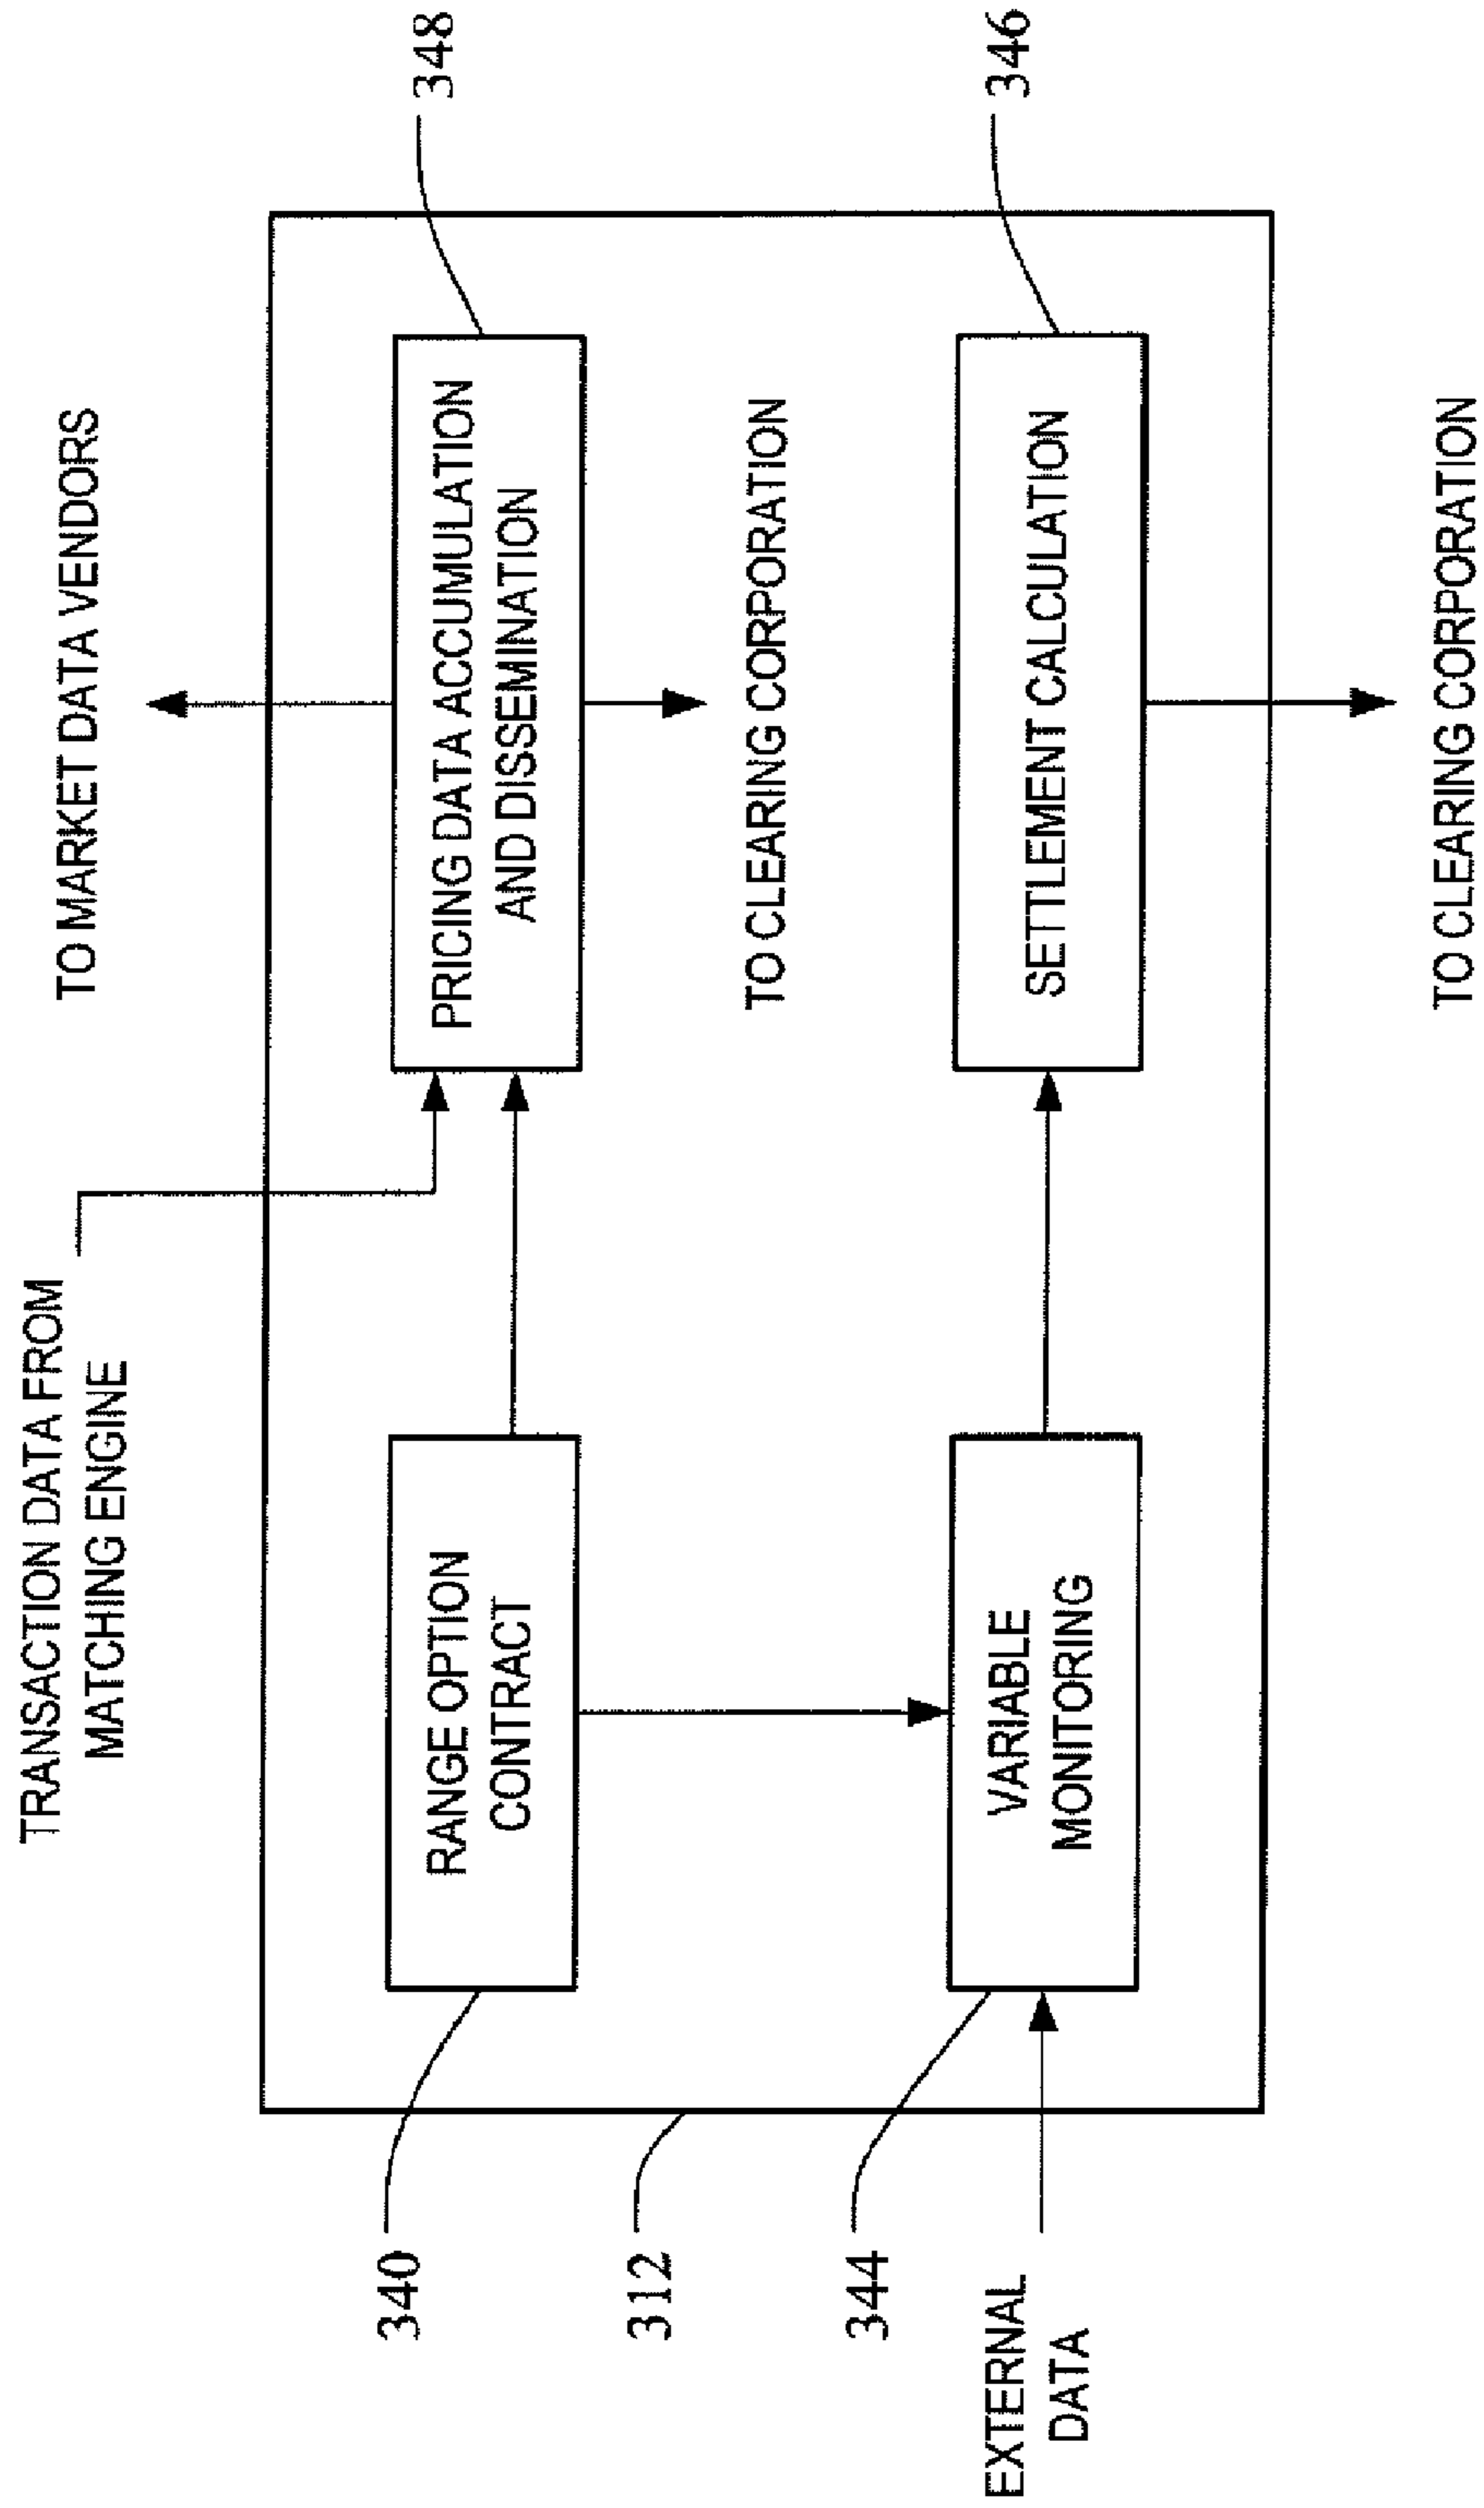 TRANSACTION DATA FROM
MATCHING ENGINE
TO MARKET DATA VENDORS
348
340
RANGE OPTION
CONTRACT
PRICING DATA ACCUMULATION
AND DISSEMINATION
312
TO CLEARING CORPORATION
344
346
VARIABLE
MONITORING
SETTLEMENT CALCULATION
EXTERNAL
DATA
TO CLEARING CORPORATION